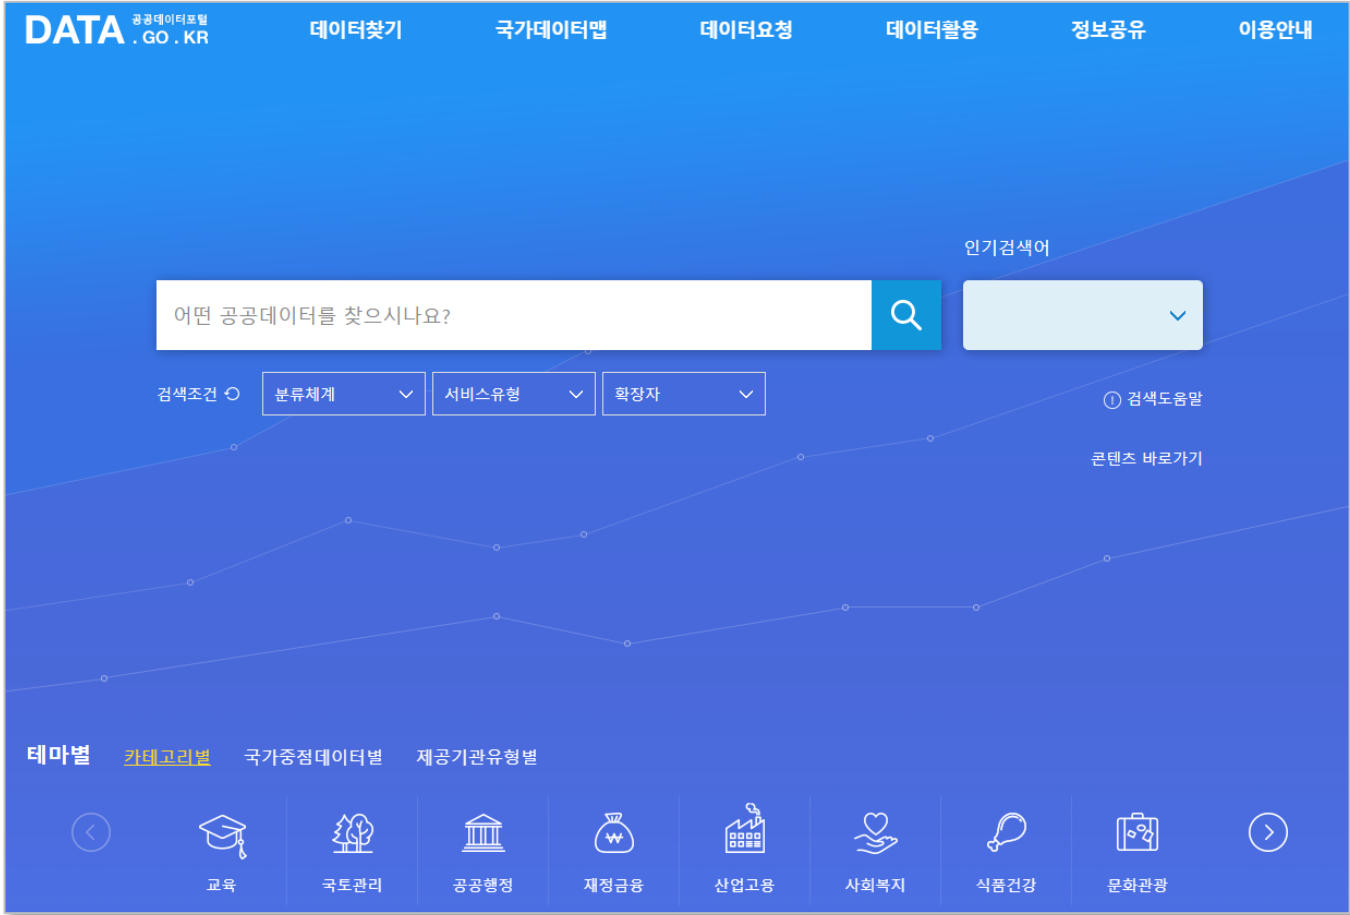 DATA 공공데이터포털 .GO.KR
데이터찾기 국가데이터맵 데이터요청 데이터활용 정보공유 이용안내
인기검색어
어떤 공공데이터를 찾으시나요?
검색조건 분류체계 서비스유형 확장자
검색도움말
콘텐츠 바로가기
테마별 카테고리별 국가중점데이터별 제공기관유형별
교육 국토관리 공공행정 재정금융 산업고용 사회복지 식품건강 문화관광